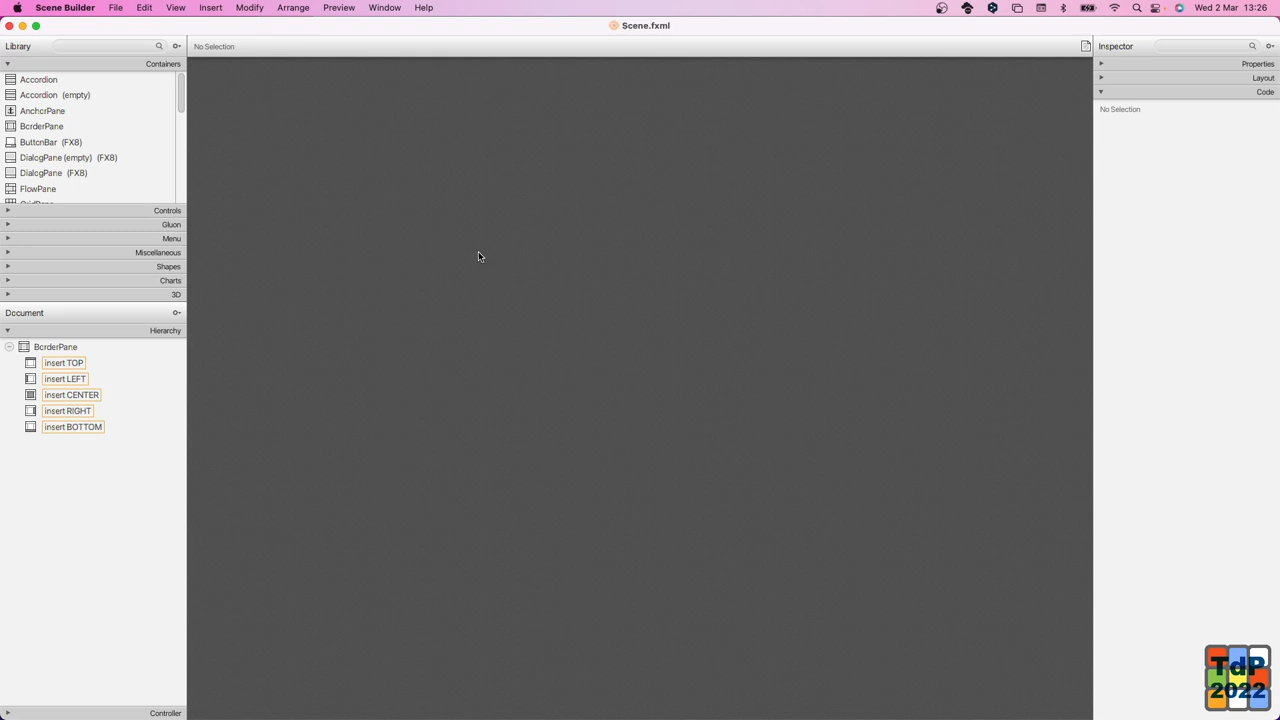 Scene Builder File Edit View Insert Modify Arrange Preview Window Help Wed 2 Mar 13:26
Scene.fxml
Library
No Selection
Inspector
Containers
Properties
Accordion
Layout
Accordion (empty)
Code
AnchorPane
No Selection
BorderPane
ButtonBar (FX8)
DialogPane (empty) (FX8)
DialogPane (FX8)
FlowPane
GridPane
Controls
Gluon
Menu
Miscellaneous
Shapes
Charts
3D
Document
Hierarchy
BorderPane
insert TOP
insert LEFT
insert CENTER
insert RIGHT
insert BOTTOM
Controller
TdP
2022